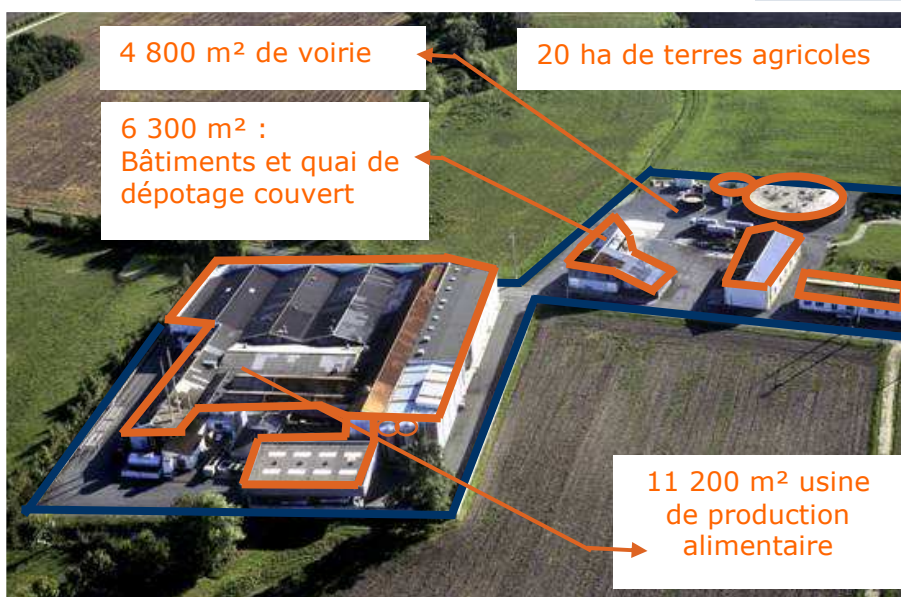 4 800 m² de voirie
20 ha de terres agricoles
6 300 m² :
Bâtiments et quai de
dépotage couvert
11 200 m² usine
de production
alimentaire